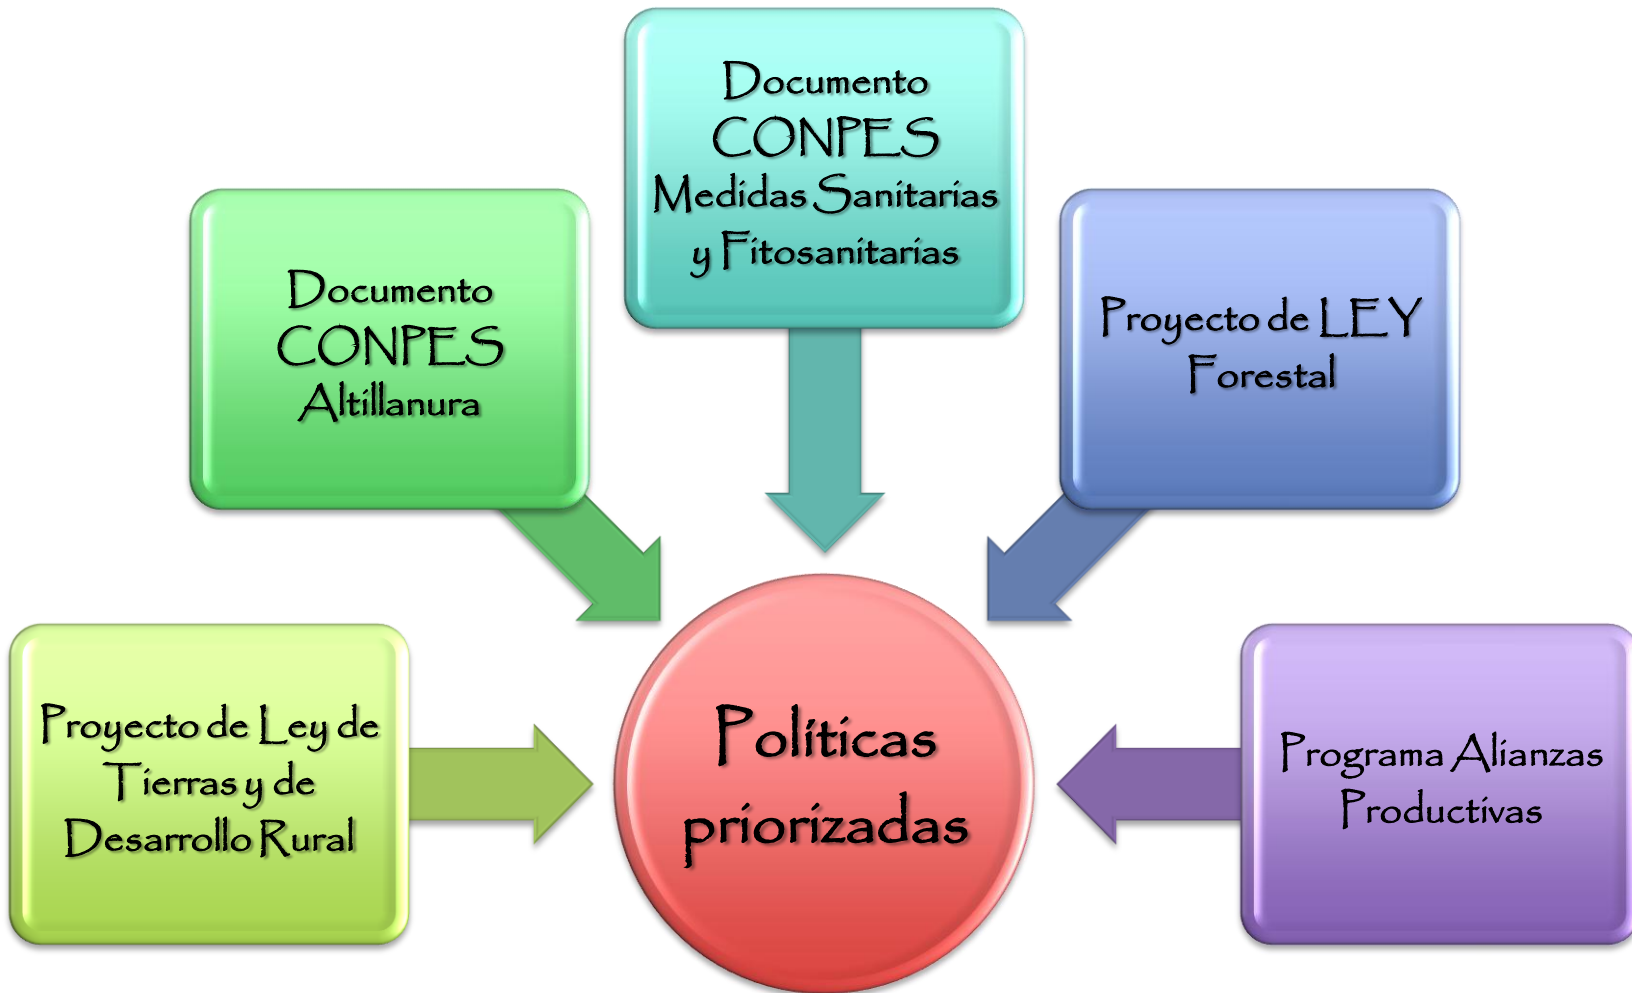 Documento
CONPES
Medidas Sanitarias
y Fitosanitarias
Documento
CONPES
Altillanura
Proyecto de LEY
Forestal
Proyecto de Ley de
Tierras y de
Desarrollo Rural
Políticas
priorizadas
Programa Alianzas
Productivas